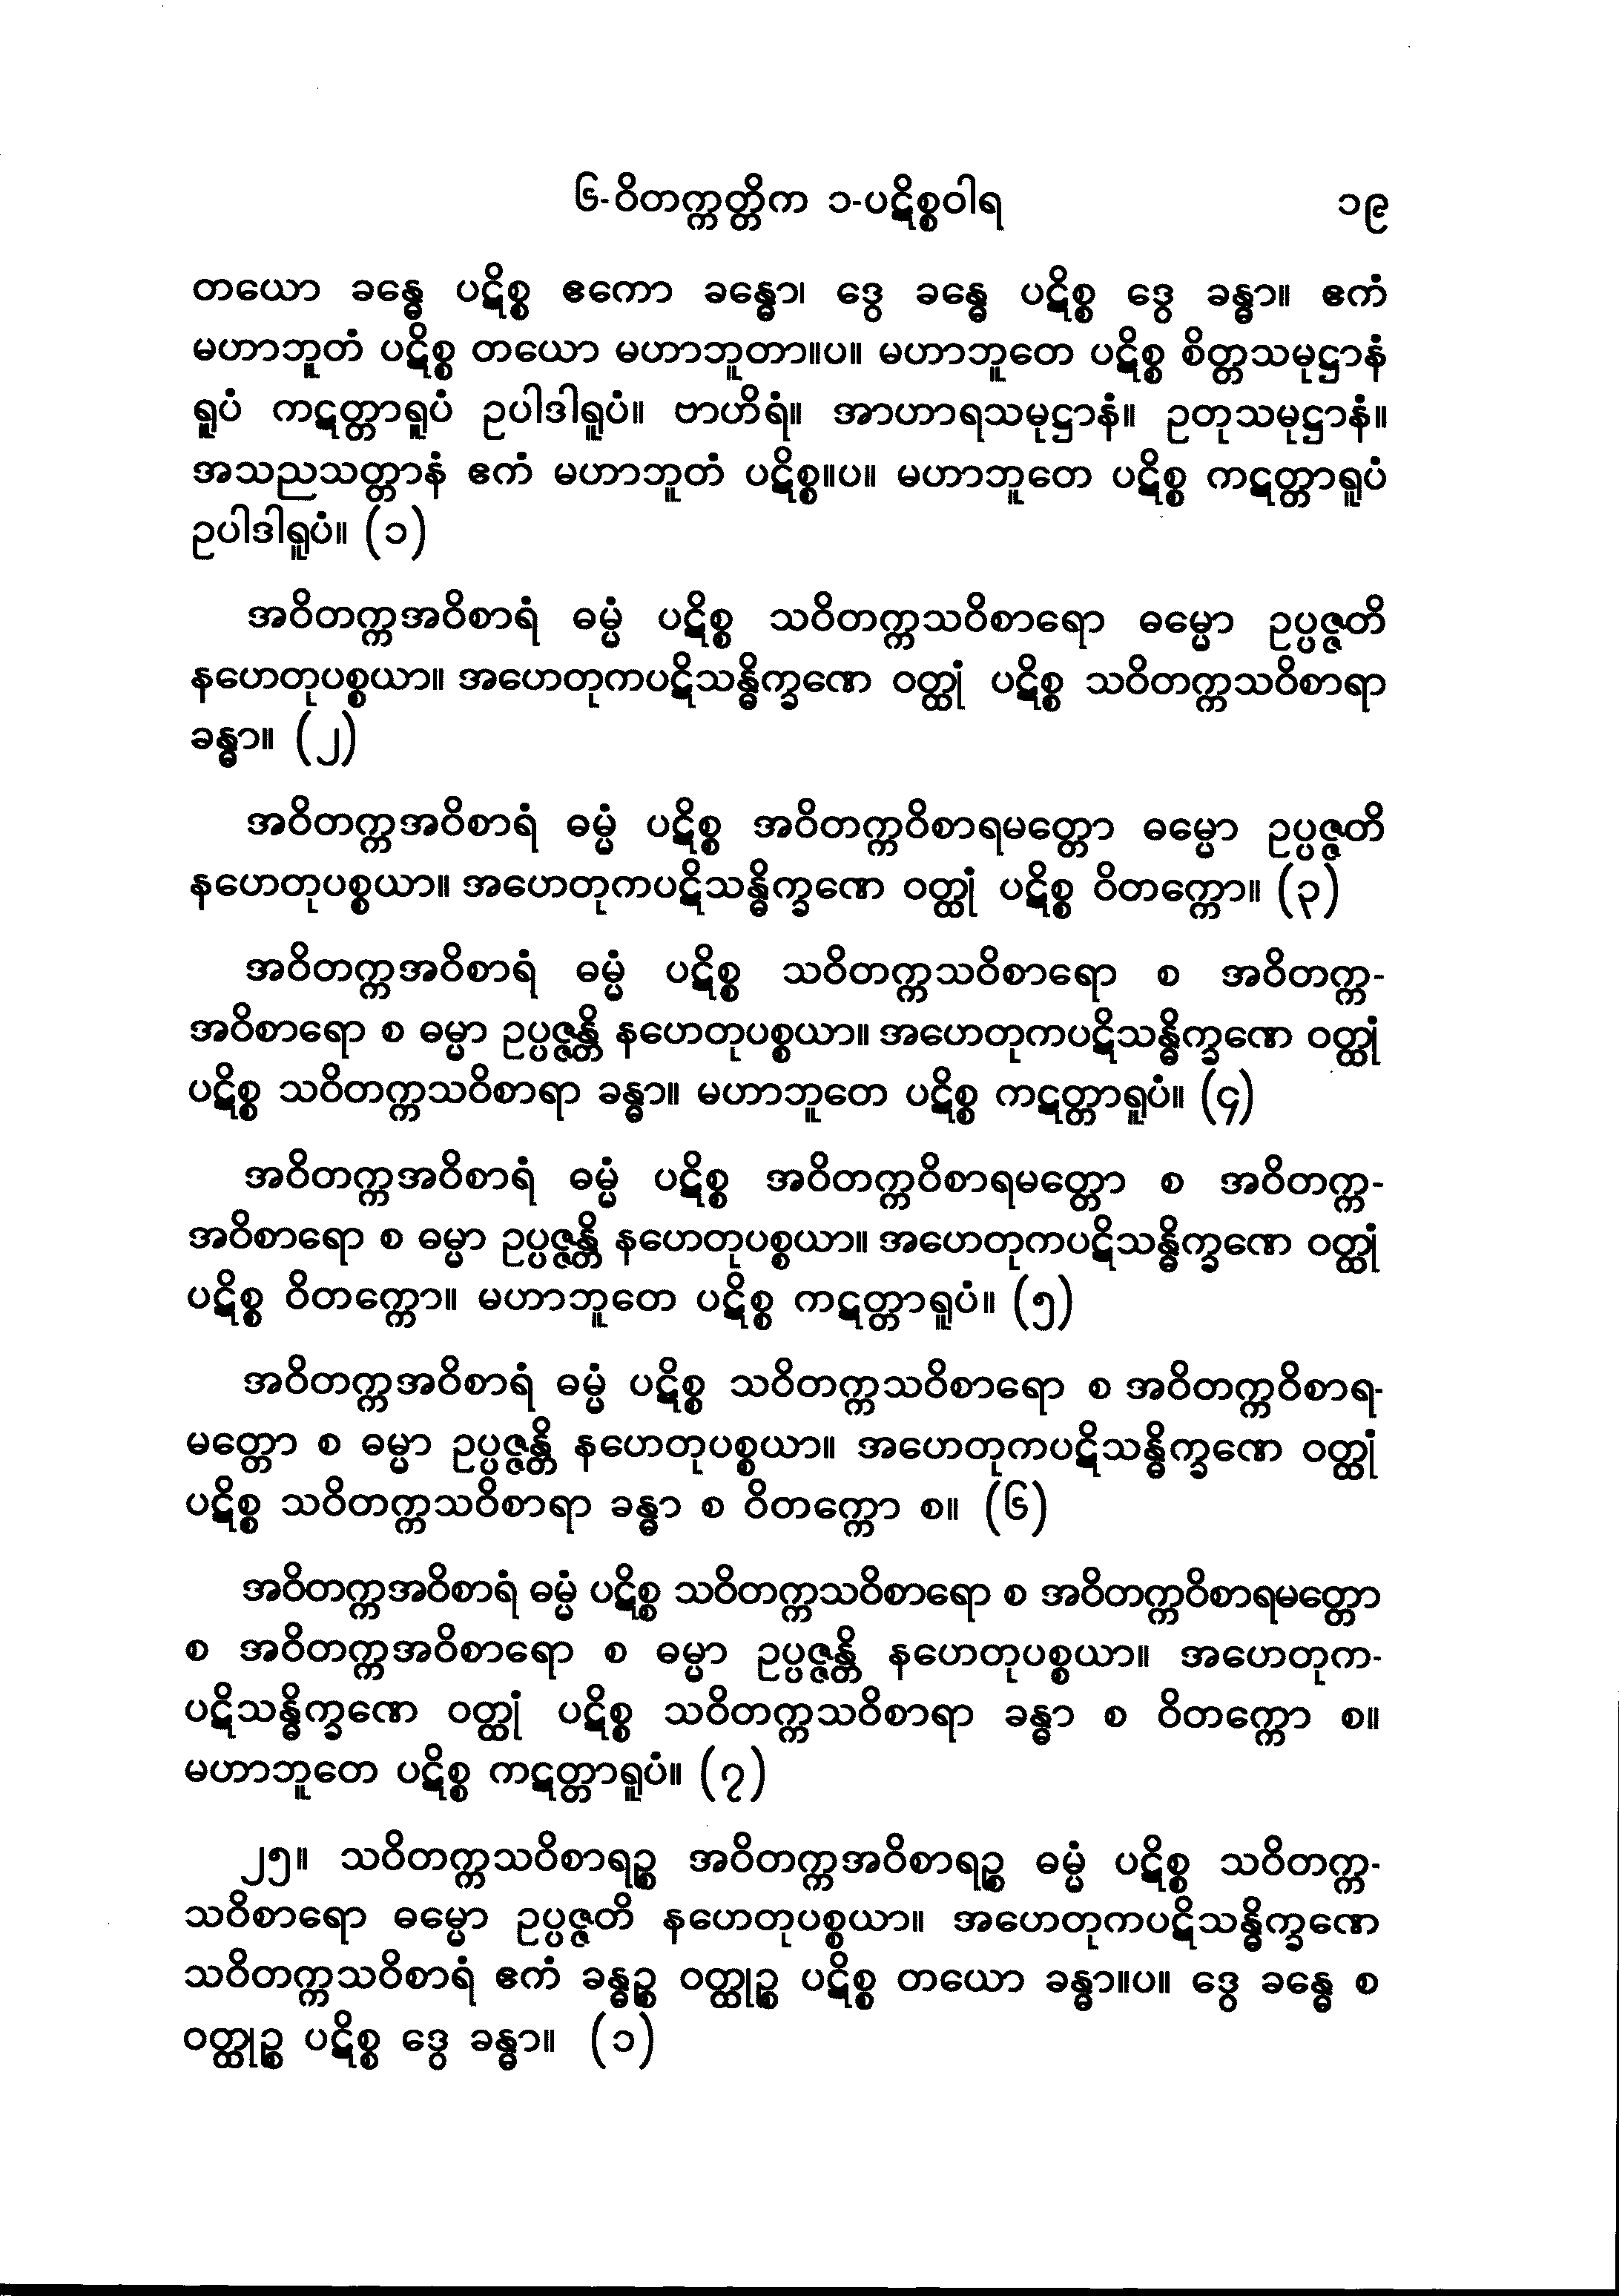 ၆-ဝိတက္ကတ္တိက ၁-ပဋိစ္စဝါရ ၁၉
တယော ခန္ဓေ ပဋိစ္စ ဧကော ခန္ဓော၊ ဒွေ ခန္ဓေ ပဋိစ္စ ဒွေ ခန္ဓာ။ ဧကံ
မဟာဘူတံ ပဋိစ္စ တယော မဟာဘူတာ။ပ။ မဟာဘူတေ ပဋိစ္စ စိတ္တသမုဋ္ဌာနံ
ရူပံ ကဋတ္တာရူပံ ဥပါဒါရူပံ။ ဗာဟိရံ။ အာဟာရသမုဋ္ဌာနံ။ ဥတုသမုဋ္ဌာနံ။
အသညသတ္တာနံ ဧကံ မဟာဘူတံ ပဋိစ္စ။ပ။ မဟာဘူတေ ပဋိစ္စ ကဋတ္တာရူပံ
ဥပါဒါရူပံ။ (၁)
အဝိတက္ကအဝိစာရံ ဓမ္မံ ပဋိစ္စ သဝိတက္ကသဝိစာရော ဓမ္မော ဥပ္ပဇ္ဇတိ
နဟေတုပစ္စယာ။ အဟေတုကပဋိသန္ဓိက္ခဏေ ဝတ္ထုံ ပဋိစ္စ သဝိတက္ကသဝိစာရာ
ခန္ဓာ။ (၂)
အဝိတက္ကအဝိစာရံ ဓမ္မံ ပဋိစ္စ အဝိတက္ကဝိစာရမတ္တော ဓမ္မော ဥပ္ပဇ္ဇတိ
နဟေတုပစ္စယာ။ အဟေတုကပဋိသန္ဓိက္ခဏေ ဝတ္ထုံ ပဋိစ္စ ဝိတက္ကော။ (၃)
အဝိတက္ကအဝိစာရံ ဓမ္မံ ပဋိစ္စ သဝိတက္ကသဝိစာရော စ အဝိတက္က-
အဝိစာရော စ ဓမ္မာ ဥပ္ပဇ္ဇန္တိ နဟေတုပစ္စယာ။ အဟေတုကပဋိသန္ဓိက္ခဏေ ဝတ္ထုံ
ပဋိစ္စ သဝိတက္ကသဝိစာရာ ခန္ဓာ။ မဟာဘူတေ ပဋိစ္စ ကဋတ္တာရူပံ။ (၄)
အဝိတက္ကအဝိစာရံ ဓမ္မံ ပဋိစ္စ အဝိတက္ကဝိစာရမတ္တော စ အဝိတက္က-
အဝိစာရော စ ဓမ္မာ ဥပ္ပဇ္ဇန္တိ နဟေတုပစ္စယာ။ အဟေတုကပဋိသန္ဓိက္ခဏေ ဝတ္ထုံ
ပဋိစ္စ ဝိတက္ကော။ မဟာဘူတေ ပဋိစ္စ ကဋတ္တာရူပံ။ (၅)
အဝိတက္ကအဝိစာရံ ဓမ္မံ ပဋိစ္စ သဝိတက္ကသဝိစာရော စ အဝိတက္ကဝိစာရ-
မတ္တော စ ဓမ္မာ ဥပ္ပဇ္ဇန္တိ နဟေတုပစ္စယာ။ အဟေတုကပဋိသန္ဓိက္ခဏေ ဝတ္ထုံ
ပဋိစ္စ သဝိတက္ကသဝိစာရာ ခန္ဓာ စ ဝိတက္ကော စ။ (၆)
အဝိတက္ကအဝိစာရံ ဓမ္မံ ပဋိစ္စ သဝိတက္ကသဝိစာရော စ အဝိတက္ကဝိစာရမတ္တော
စ အဝိတက္ကအဝိစာရော စ ဓမ္မာ ဥပ္ပဇ္ဇန္တိ နဟေတုပစ္စယာ။ အဟေတုက-
ပဋိသန္ဓိက္ခဏေ ဝတ္ထုံ ပဋိစ္စ သဝိတက္ကသဝိစာရာ ခန္ဓာ စ ဝိတက္ကော စ။
မဟာဘူတေ ပဋိစ္စ ကဋတ္တာရူပံ။ (၇)
၂၅။ သဝိတက္ကသဝိစာရဉ္စ အဝိတက္ကအဝိစာရဉ္စ ဓမ္မံ ပဋိစ္စ သဝိတက္က-
သဝိစာရော ဓမ္မော ဥပ္ပဇ္ဇတိ နဟေတုပစ္စယာ။ အဟေတုကပဋိသန္ဓိက္ခဏေ
သဝိတက္ကသဝိစာရံ ဧကံ ခန္ဓဉ္စ ဝတ္ထုဉ္စ ပဋိစ္စ တယော ခန္ဓာ။ပ။ ဒွေ ခန္ဓေ စ
ဝတ္ထုဉ္စ ပဋိစ္စ ဒွေ ခန္ဓာ။ (၁)